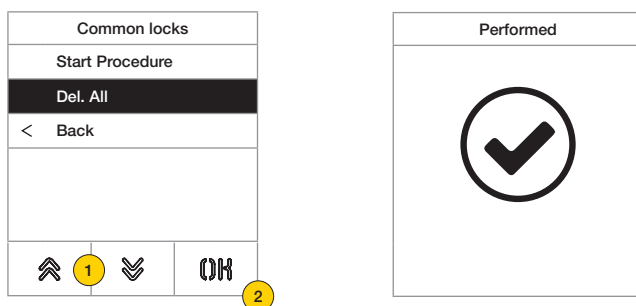 Common locks
Start Procedure
Del. All
< Back
1
OK
2
Performed